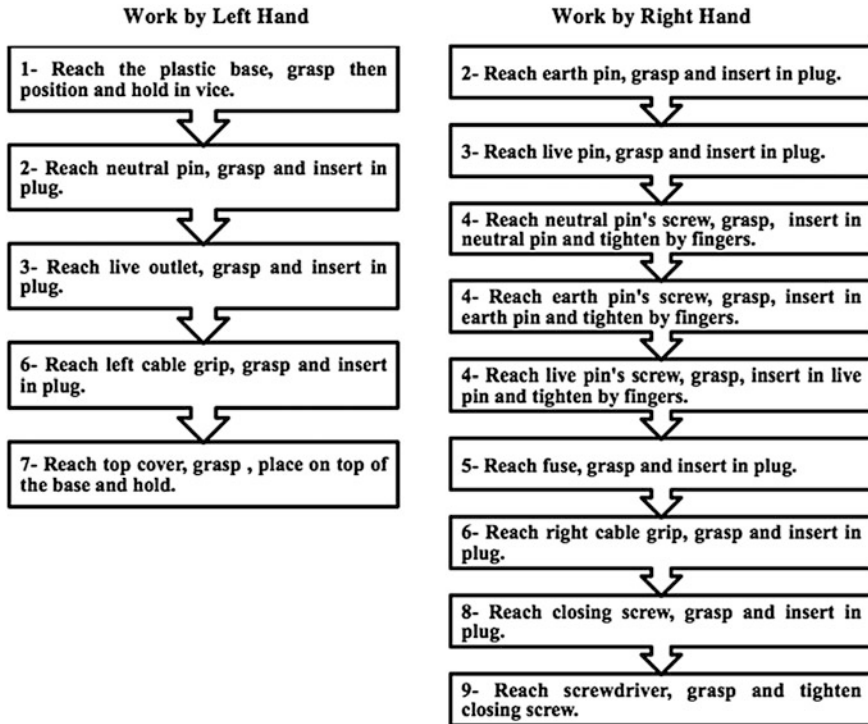 Work by Left Hand
1- Reach the plastic base, grasp then
position and hold in vice.
2- Reach neutral pin, grasp and insert in
plug.
3- Reach live outlet, grasp and insert in
plug.
6- Reach left cable grip, grasp and insert
in plug.
7- Reach top cover, grasp , place on top of
the base and hold.
Work by Right Hand
2- Reach earth pin, grasp and insert in plug.
3- Reach live pin, grasp and insert in plug.
4- Reach neutral pin's screw, grasp, insert in
neutral pin and tighten by fingers.
4- Reach earth pin's screw, grasp, insert in
earth pin and tighten by fingers.
4- Reach live pin's screw, grasp, insert in live
pin and tighten by fingers.
5- Reach fuse, grasp and insert in plug.
6- Reach right cable grip, grasp and insert in
plug.
8- Reach closing screw, grasp and insert in
plug.
9- Reach screwdriver, grasp and tighten
closing screw.